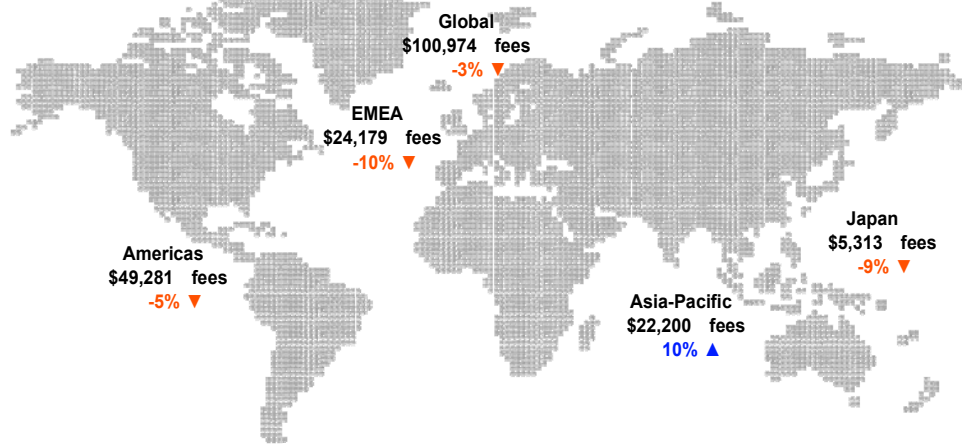 Global
$100,974 fees
-3% ▼
EMEA
$24,179 fees
-10% ▼
Japan
$5,313 fees
-9% ▼
Americas
$49,281 fees
-5% ▼
Asia-Pacific
$22,200 fees
10% ▲